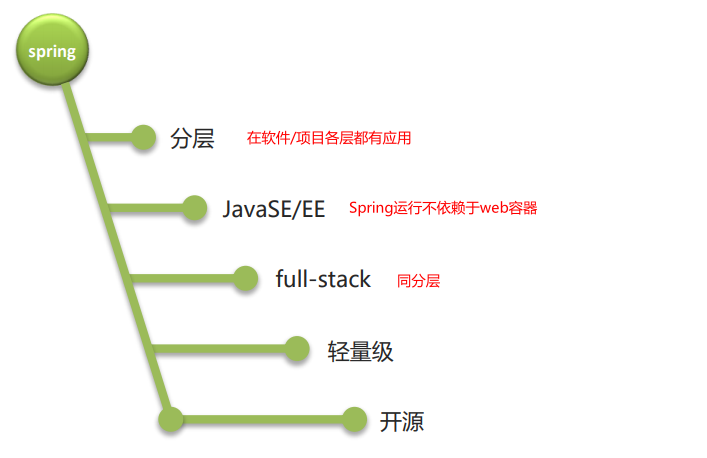 spring
分层 在软件/项目各层都有应用
JavaSE/EE Spring运行不依赖于web容器
full-stack 同分层
轻量级
开源